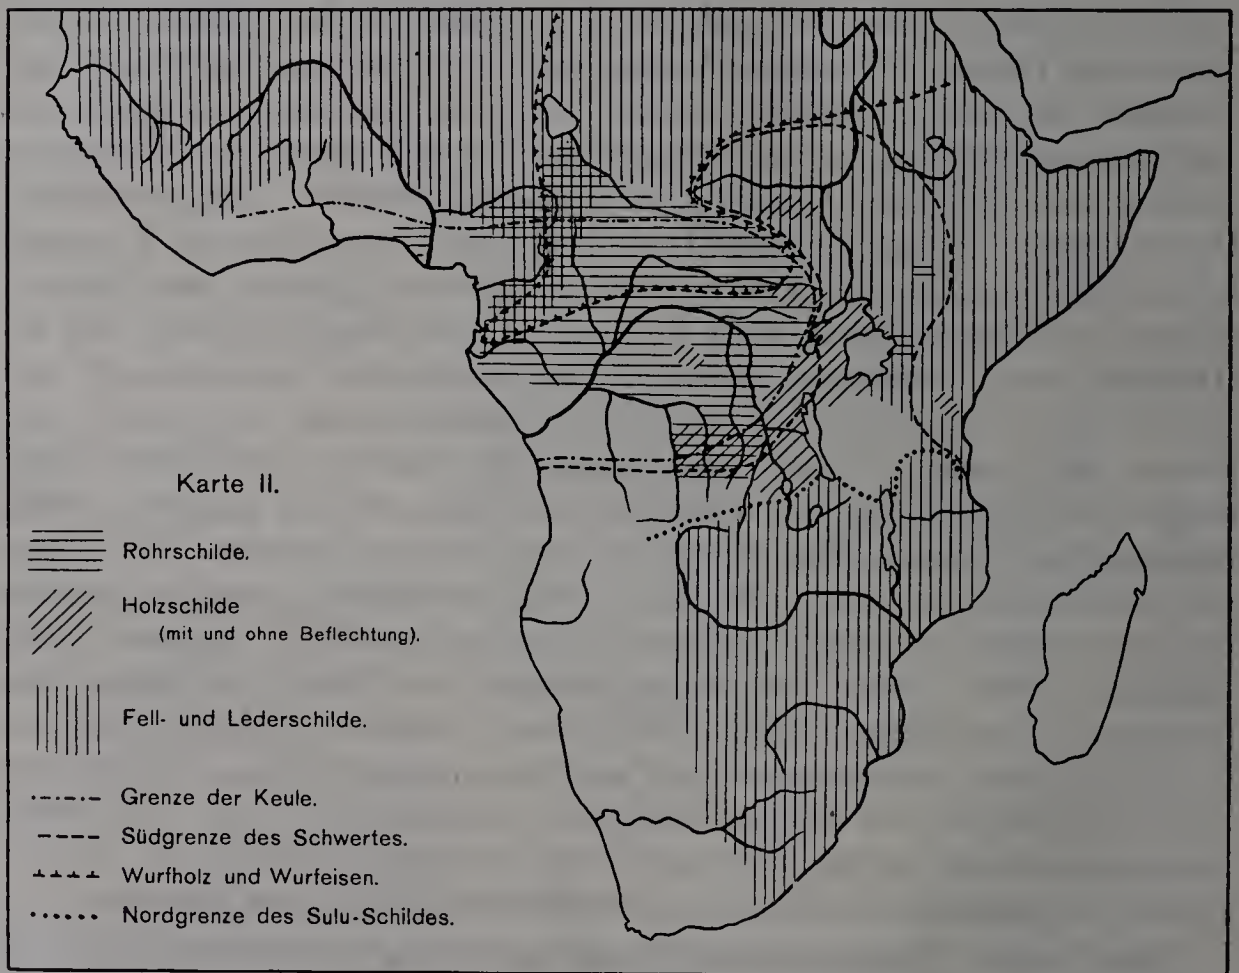 Karte II.
Rohrschilde.
Holzschilde
(mit und ohne Beflechtung).
Fell- und Lederschilde.
Grenze der Keule.
Südgrenze des Schwertes.
Wurfholz und Wurfeisen.
Nordgrenze des Sulu-Schildes.